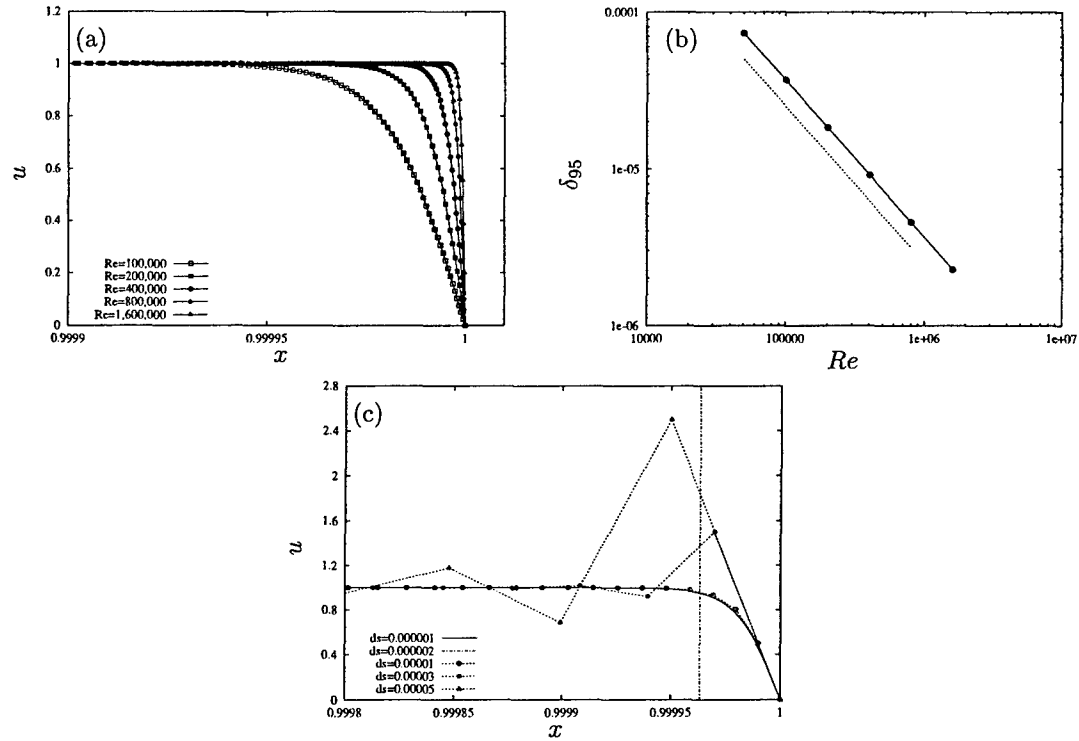 (a)
1.2
1
0.8
0.6
0.4
0.2
0
u
Re=100,000
Re=200,000
Re=400,000
Re=800,000
Re=1,600,000
0.9999
0.99995
1
x
(b)
0.0001
1e-05
1e-06
δ95
10000
100000
1e+06
1e+07
Re
(c)
2.8
2.4
2
1.6
1.2
0.8
0.4
0
u
ds=0.000001
ds=0.000002
ds=0.00001
ds=0.00003
ds=0.00005
0.9998
0.99985
0.9999
0.99995
1
x